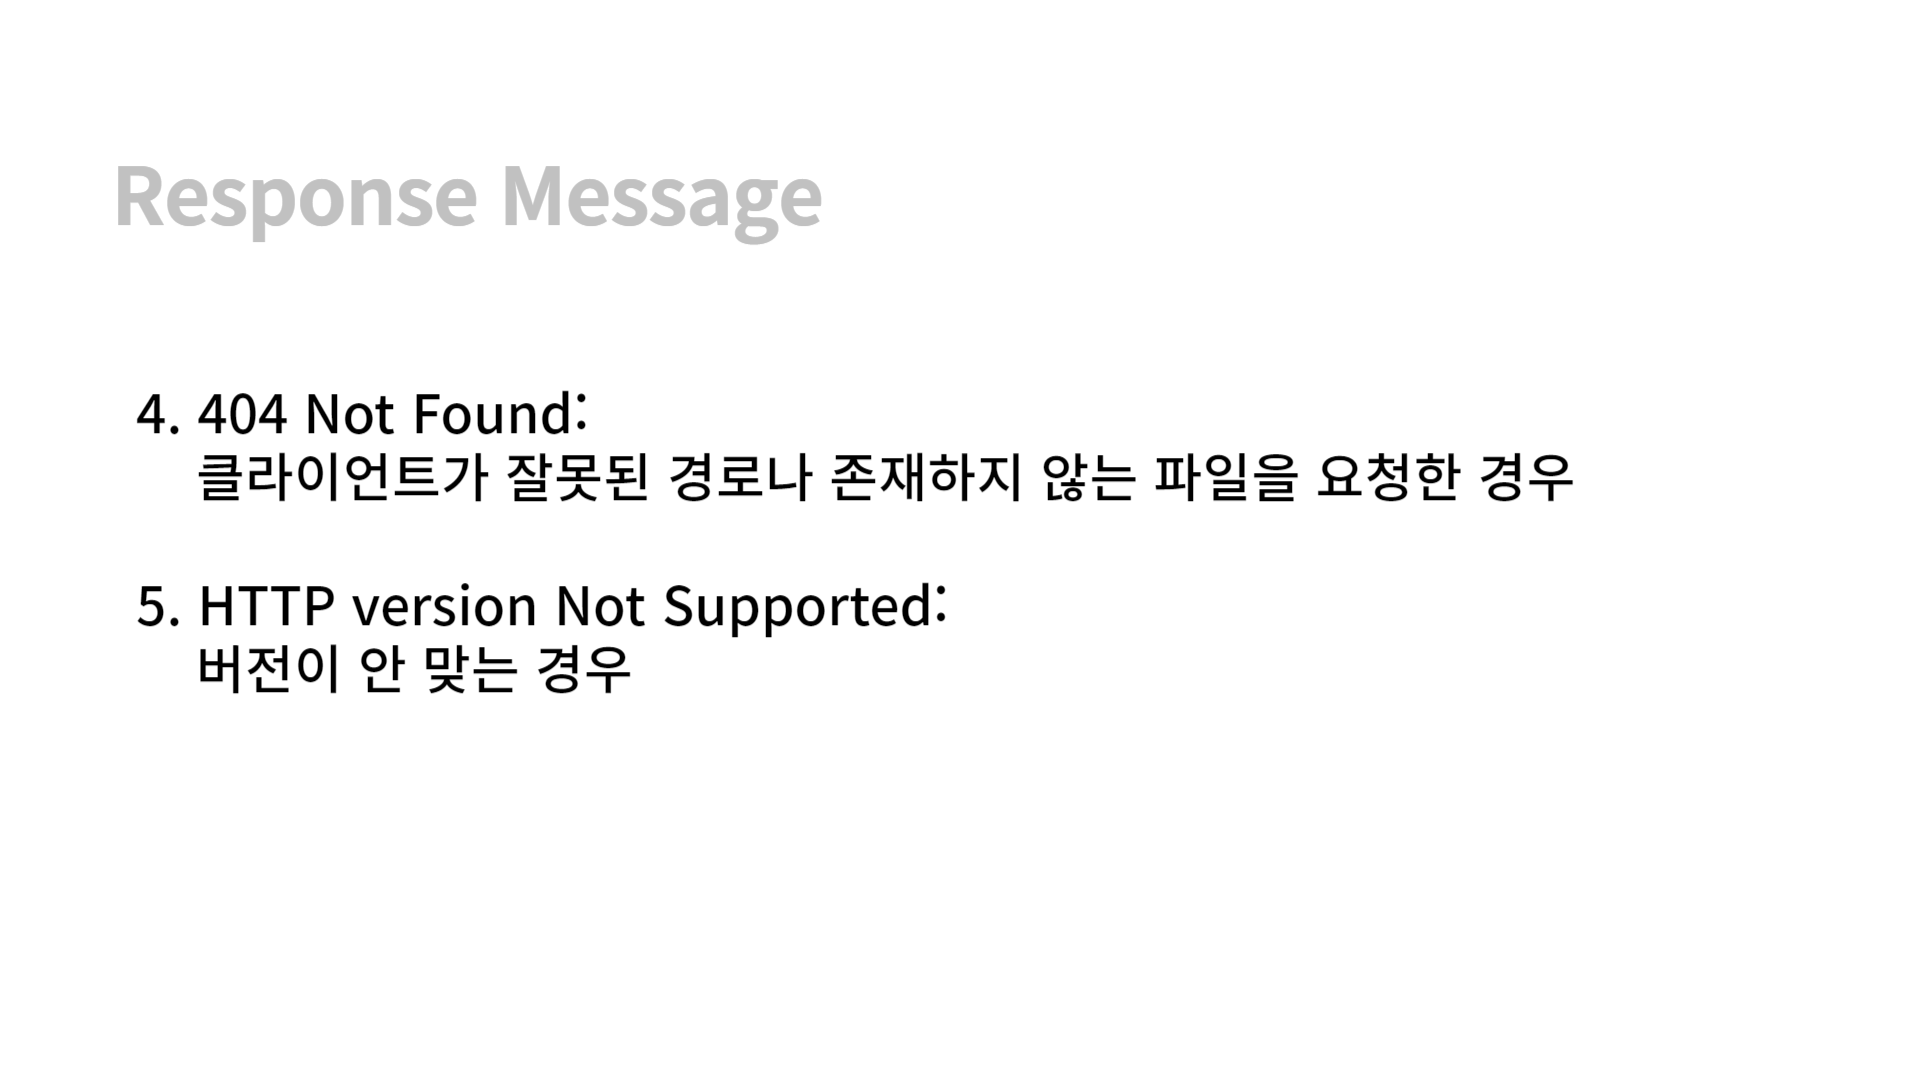 Response Message
4. 404 Not Found:
클라이언트가 잘못된 경로나 존재하지 않는 파일을 요청한 경우
5. HTTP version Not Supported:
버전이 안 맞는 경우